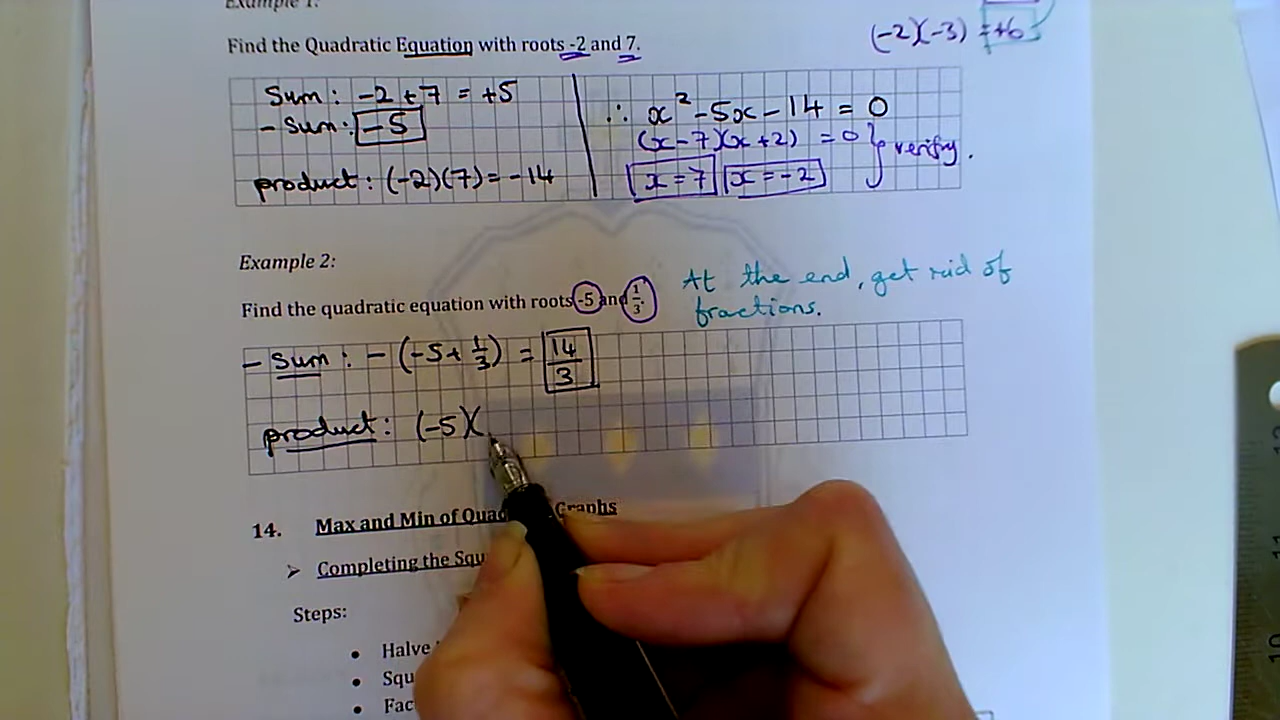 Example 1:
(-2)(-3) = +6
Find the Quadratic Equation with roots -2 and 7.
Sum: -2 + 7 = +5
- Sum: -5
product: (-2)(7) = -14
∴ x² - 5x - 14 = 0
(x - 7)(x + 2) = 0 } verify.
x = 7 x = -2
Example 2:
Find the quadratic equation with roots -5 and 1/3.
At the end, get rid of
fractions.
- Sum: - (-5 + 1/3) = 14/3
product: (-5)(
14. Max and Min of Quad Graphs
➢ Completing the Squ
Steps:
• Halve
• Squ
• Fac